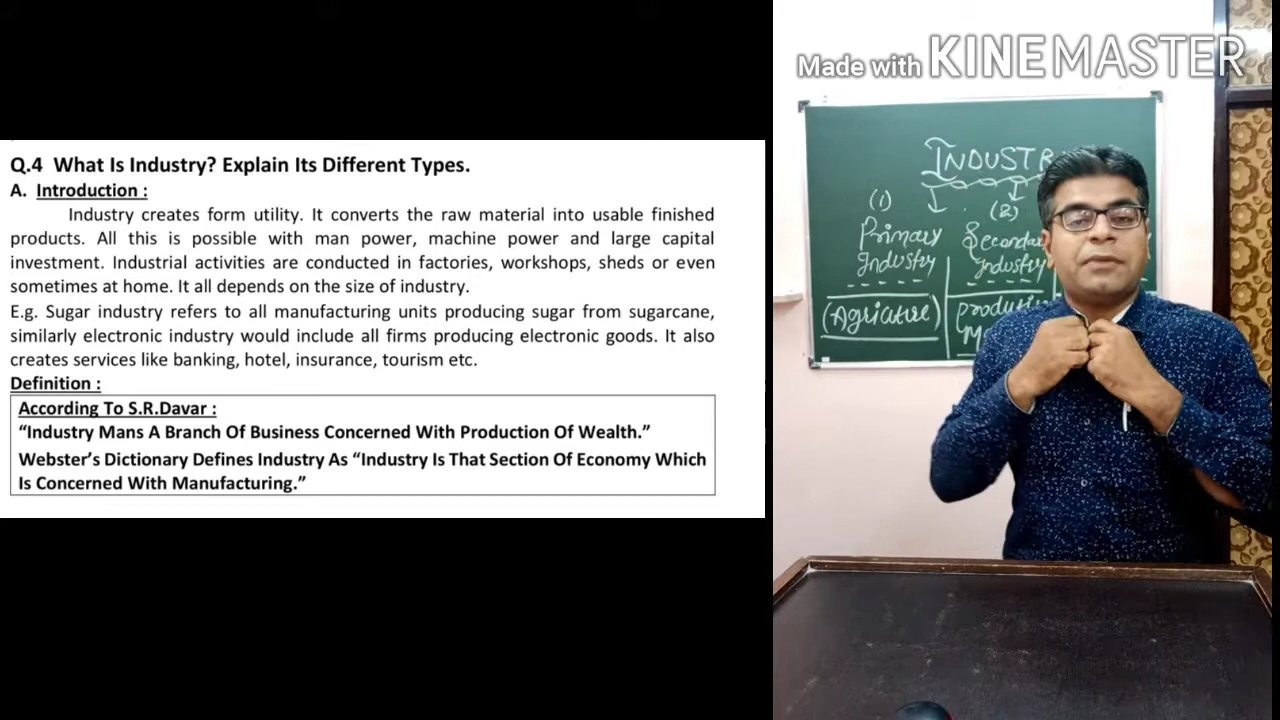 Q.4 What Is Industry? Explain Its Different Types.
A. Introduction :
Industry creates form utility. It converts the raw material into usable finished
products. All this is possible with man power, machine power and large capital
investment. Industrial activities are conducted in factories, workshops, sheds or even
sometimes at home. It all depends on the size of industry.
E.g. Sugar industry refers to all manufacturing units producing sugar from sugarcane,
similarly electronic industry would include all firms producing electronic goods. It also
creates services like banking, hotel, insurance, tourism etc.
Definition :
According To S.R.Davar :
“Industry Mans A Branch Of Business Concerned With Production Of Wealth.”
Webster’s Dictionary Defines Industry As “Industry Is That Section Of Economy Which
Is Concerned With Manufacturing.”
Made with KINEMASTER
INDUSTR
(1) (2)
Primary Secondar
Industry Industry
(Agriculture)